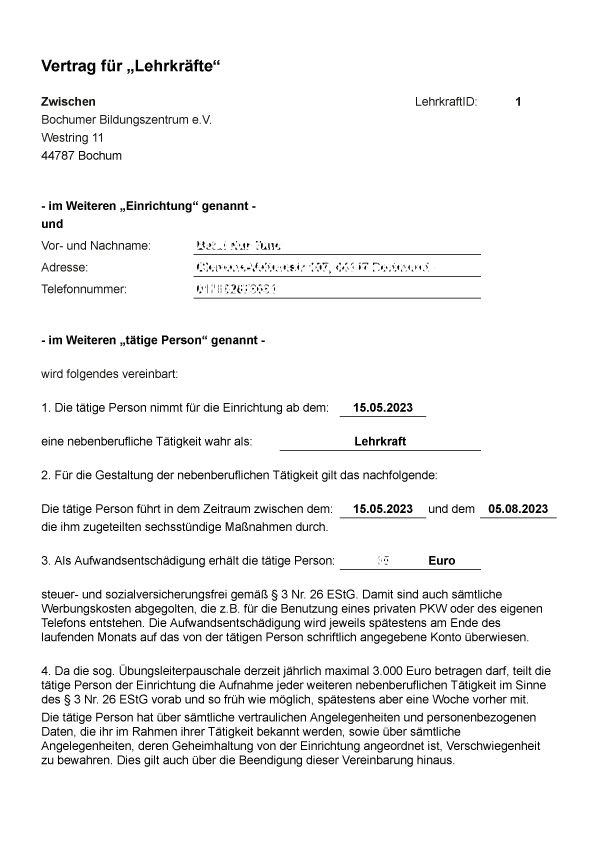 Vertrag für „Lehrkräfte“
Zwischen LehrkraftID: 1
Bochumer Bildungszentrum e.V.
Westring 11
44787 Bochum
- im Weiteren „Einrichtung“ genannt -
und
Vor- und Nachname:
Adresse:
Telefonnummer:
- im Weiteren „tätige Person“ genannt -
wird folgendes vereinbart:
1. Die tätige Person nimmt für die Einrichtung ab dem: 15.05.2023
eine nebenberufliche Tätigkeit wahr als: Lehrkraft
2. Für die Gestaltung der nebenberuflichen Tätigkeit gilt das nachfolgende:
Die tätige Person führt in dem Zeitraum zwischen dem: 15.05.2023 und dem 05.08.2023
die ihm zugeteilten sechsstündige Maßnahmen durch.
3. Als Aufwandsentschädigung erhält die tätige Person: Euro
steuer- und sozialversicherungsfrei gemäß § 3 Nr. 26 EStG. Damit sind auch sämtliche
Werbungskosten abgegolten, die z.B. für die Benutzung eines privaten PKW oder des eigenen
Telefons entstehen. Die Aufwandsentschädigung wird jeweils spätestens am Ende des
laufenden Monats auf das von der tätigen Person schriftlich angegebene Konto überwiesen.
4. Da die sog. Übungsleiterpauschale derzeit jährlich maximal 3.000 Euro betragen darf, teilt die
tätige Person der Einrichtung die Aufnahme jeder weiteren nebenberuflichen Tätigkeit im Sinne
des § 3 Nr. 26 EStG vorab und so früh wie möglich, spätestens aber eine Woche vorher mit.
Die tätige Person hat über sämtliche vertraulichen Angelegenheiten und personenbezogenen
Daten, die ihr im Rahmen ihrer Tätigkeit bekannt werden, sowie über sämtliche
Angelegenheiten, deren Geheimhaltung von der Einrichtung angeordnet ist, Verschwiegenheit
zu bewahren. Dies gilt auch über die Beendigung dieser Vereinbarung hinaus.